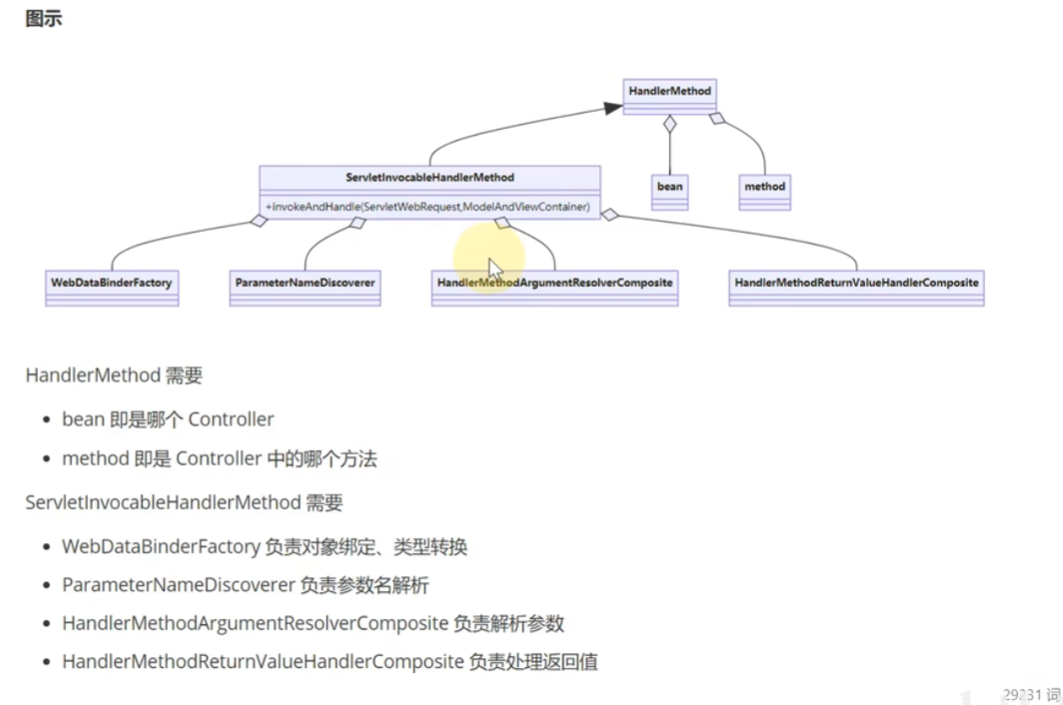 图示
HandlerMethod
ServletInvocableHandlerMethod
bean
method
+invokeAndHandle(ServletWebRequest,ModelAndViewContainer)
WebDataBinderFactory
ParameterNameDiscoverer
HandlerMethodArgumentResolverComposite
HandlerMethodReturnValueHandlerComposite
HandlerMethod 需要
• bean 即是哪个 Controller
• method 即是 Controller 中的哪个方法
ServletInvocableHandlerMethod 需要
• WebDataBinderFactory 负责对象绑定、类型转换
• ParameterNameDiscoverer 负责参数名解析
• HandlerMethodArgumentResolverComposite 负责解析参数
• HandlerMethodReturnValueHandlerComposite 负责处理返回值
29231 词